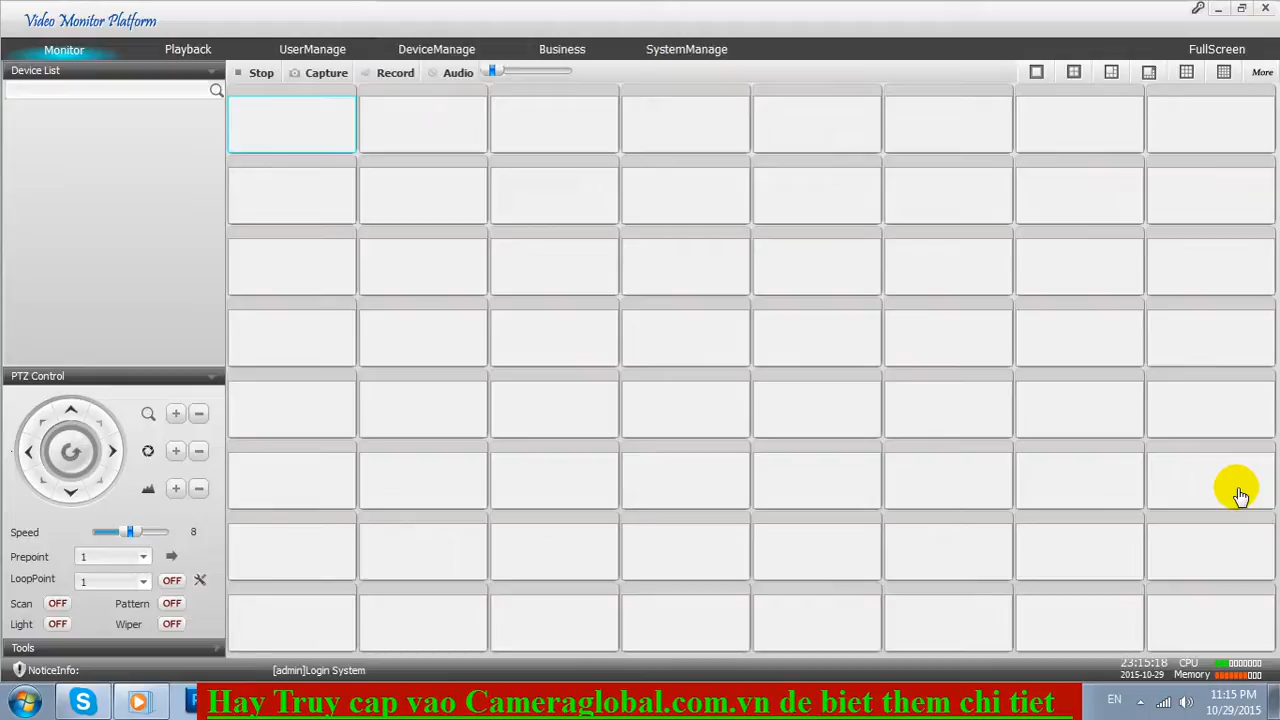 Video Monitor Platform
Monitor Playback UserManage DeviceManage Business SystemManage FullScreen
Device List
Stop Capture Record Audio More
PTZ Control
Speed 8
Prepoint 1
LoopPoint 1 OFF
Scan OFF Pattern OFF
Light OFF Wiper OFF
Tools
NoticeInfo: [admin]Login System
23:15:18 CPU
2015-10-29 Memory
Hay Truy cap vao Cameraglobal.com.vn de biet them chi tiet
EN
11:15 PM
10/29/2015